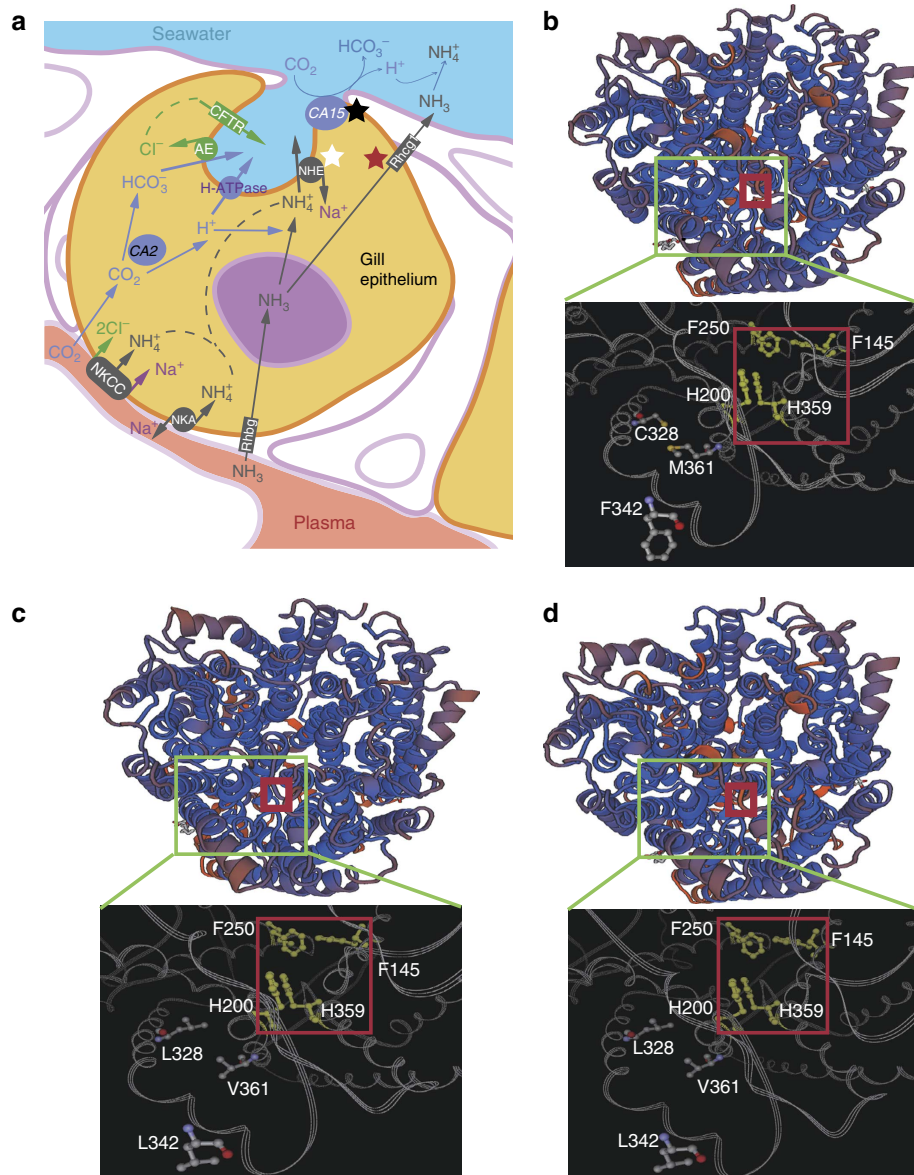 a
Seawater
HCO₃⁻
NH₄⁺
CO₂
H⁺
CFTR
CA15
NH₃
Cl⁻
AE
Rhcg1
HCO₃⁻
H-ATPase
NHE
NH₄⁺
Na⁺
H⁺
CA2
Gill
epithelium
CO₂
NH₃
2Cl⁻
CO₂
NH₄⁺
NKCC
Na⁺
NH₄⁺
Na⁺
NKA
Rhbg
NH₃
Plasma
b
F250
F145
H200
H359
C328
M361
F342
c
F250
F145
H200
H359
L328
V361
L342
d
F250
F145
H200
H359
L328
V361
L342